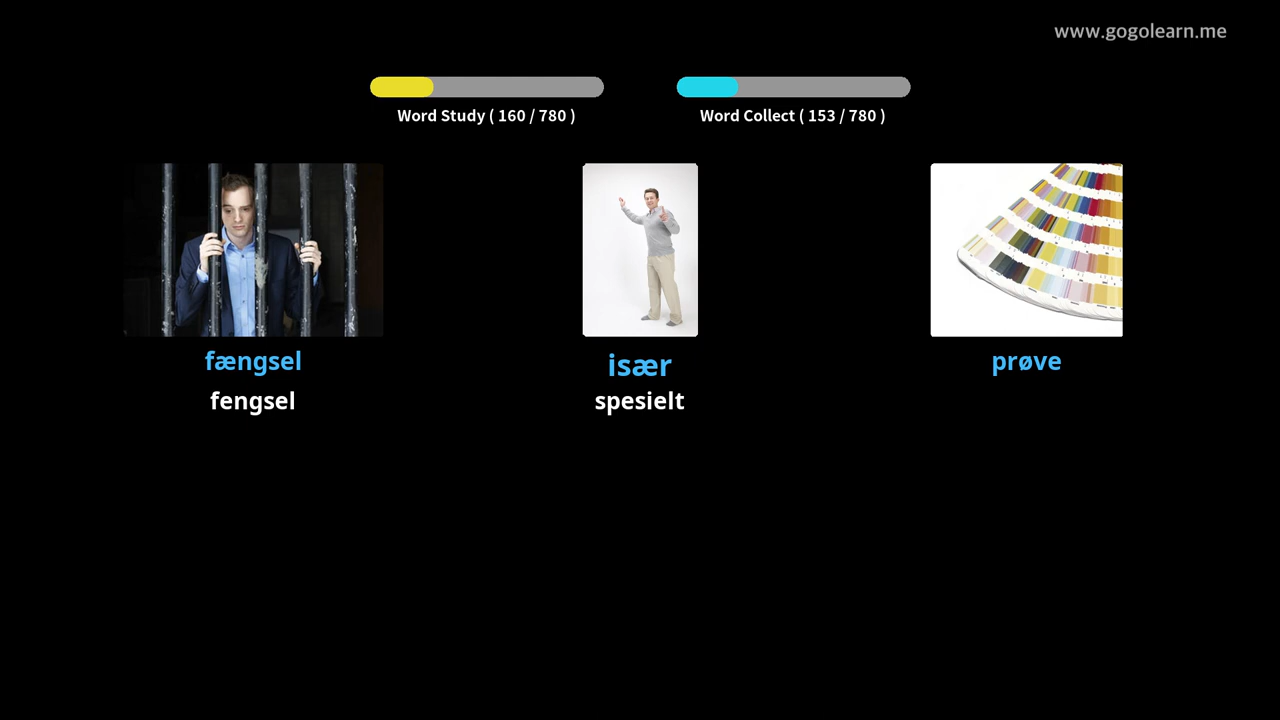 www.gogolearn.me
Word Study ( 160 / 780 )
Word Collect ( 153 / 780 )
fængsel
fengsel
især
spesielt
prøve